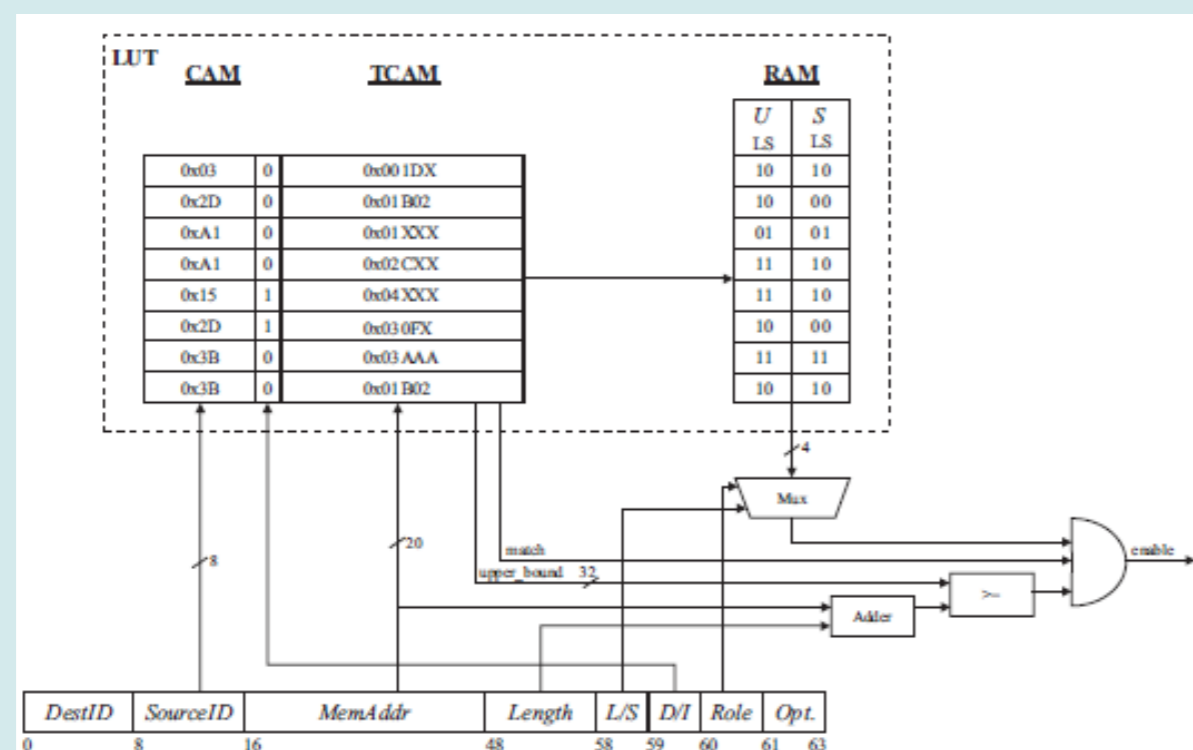 LUT
CAM TCAM RAM
U S
LS LS
0x03 0 0x001DX 10 10
0x2D 0 0x01B02 10 00
0xA1 0 0x01XXX 01 01
0xA1 0 0x02CXX 11 10
0x15 1 0x04XXX 11 10
0x2D 1 0x030FX 10 00
0x3B 0 0x03AAA 11 11
0x3B 0 0x01B02 10 10
4
Mux
8 20 match enable
upper_bound 32
>=
Adder
DestID SourceID MemAddr Length L/S D/I Role Opt.
0 8 16 48 58 59 60 61 63